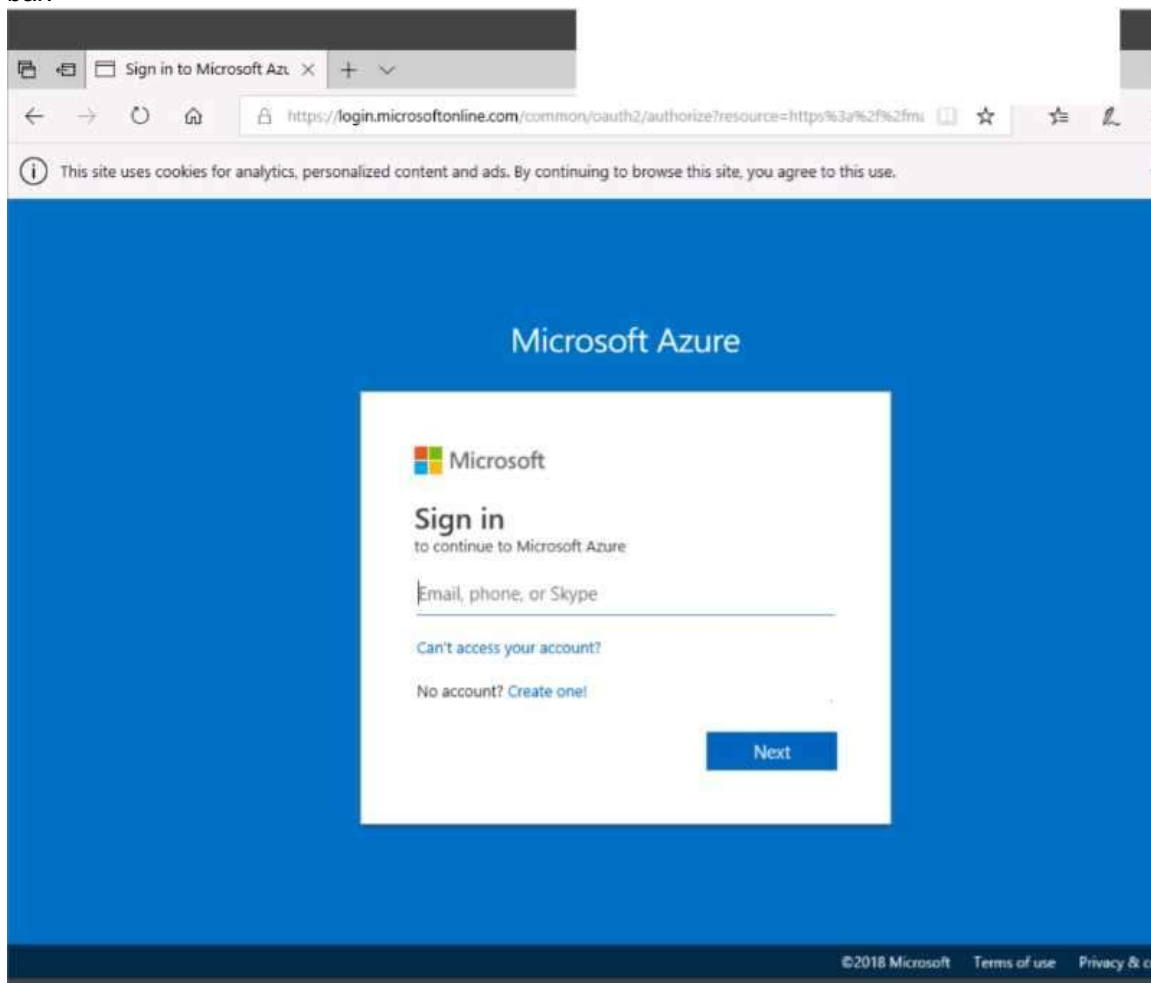 Sign in to Microsoft Azu
https://login.microsoftonline.com/common/oauth2/authorize?resource=https%3a%2f%2fma
This site uses cookies for analytics, personalized content and ads. By continuing to browse this site, you agree to this use.
Microsoft Azure
Microsoft
Sign in
to continue to Microsoft Azure
Email, phone, or Skype
Can't access your account?
No account? Create one!
Next
©2018 Microsoft Terms of use Privacy & c